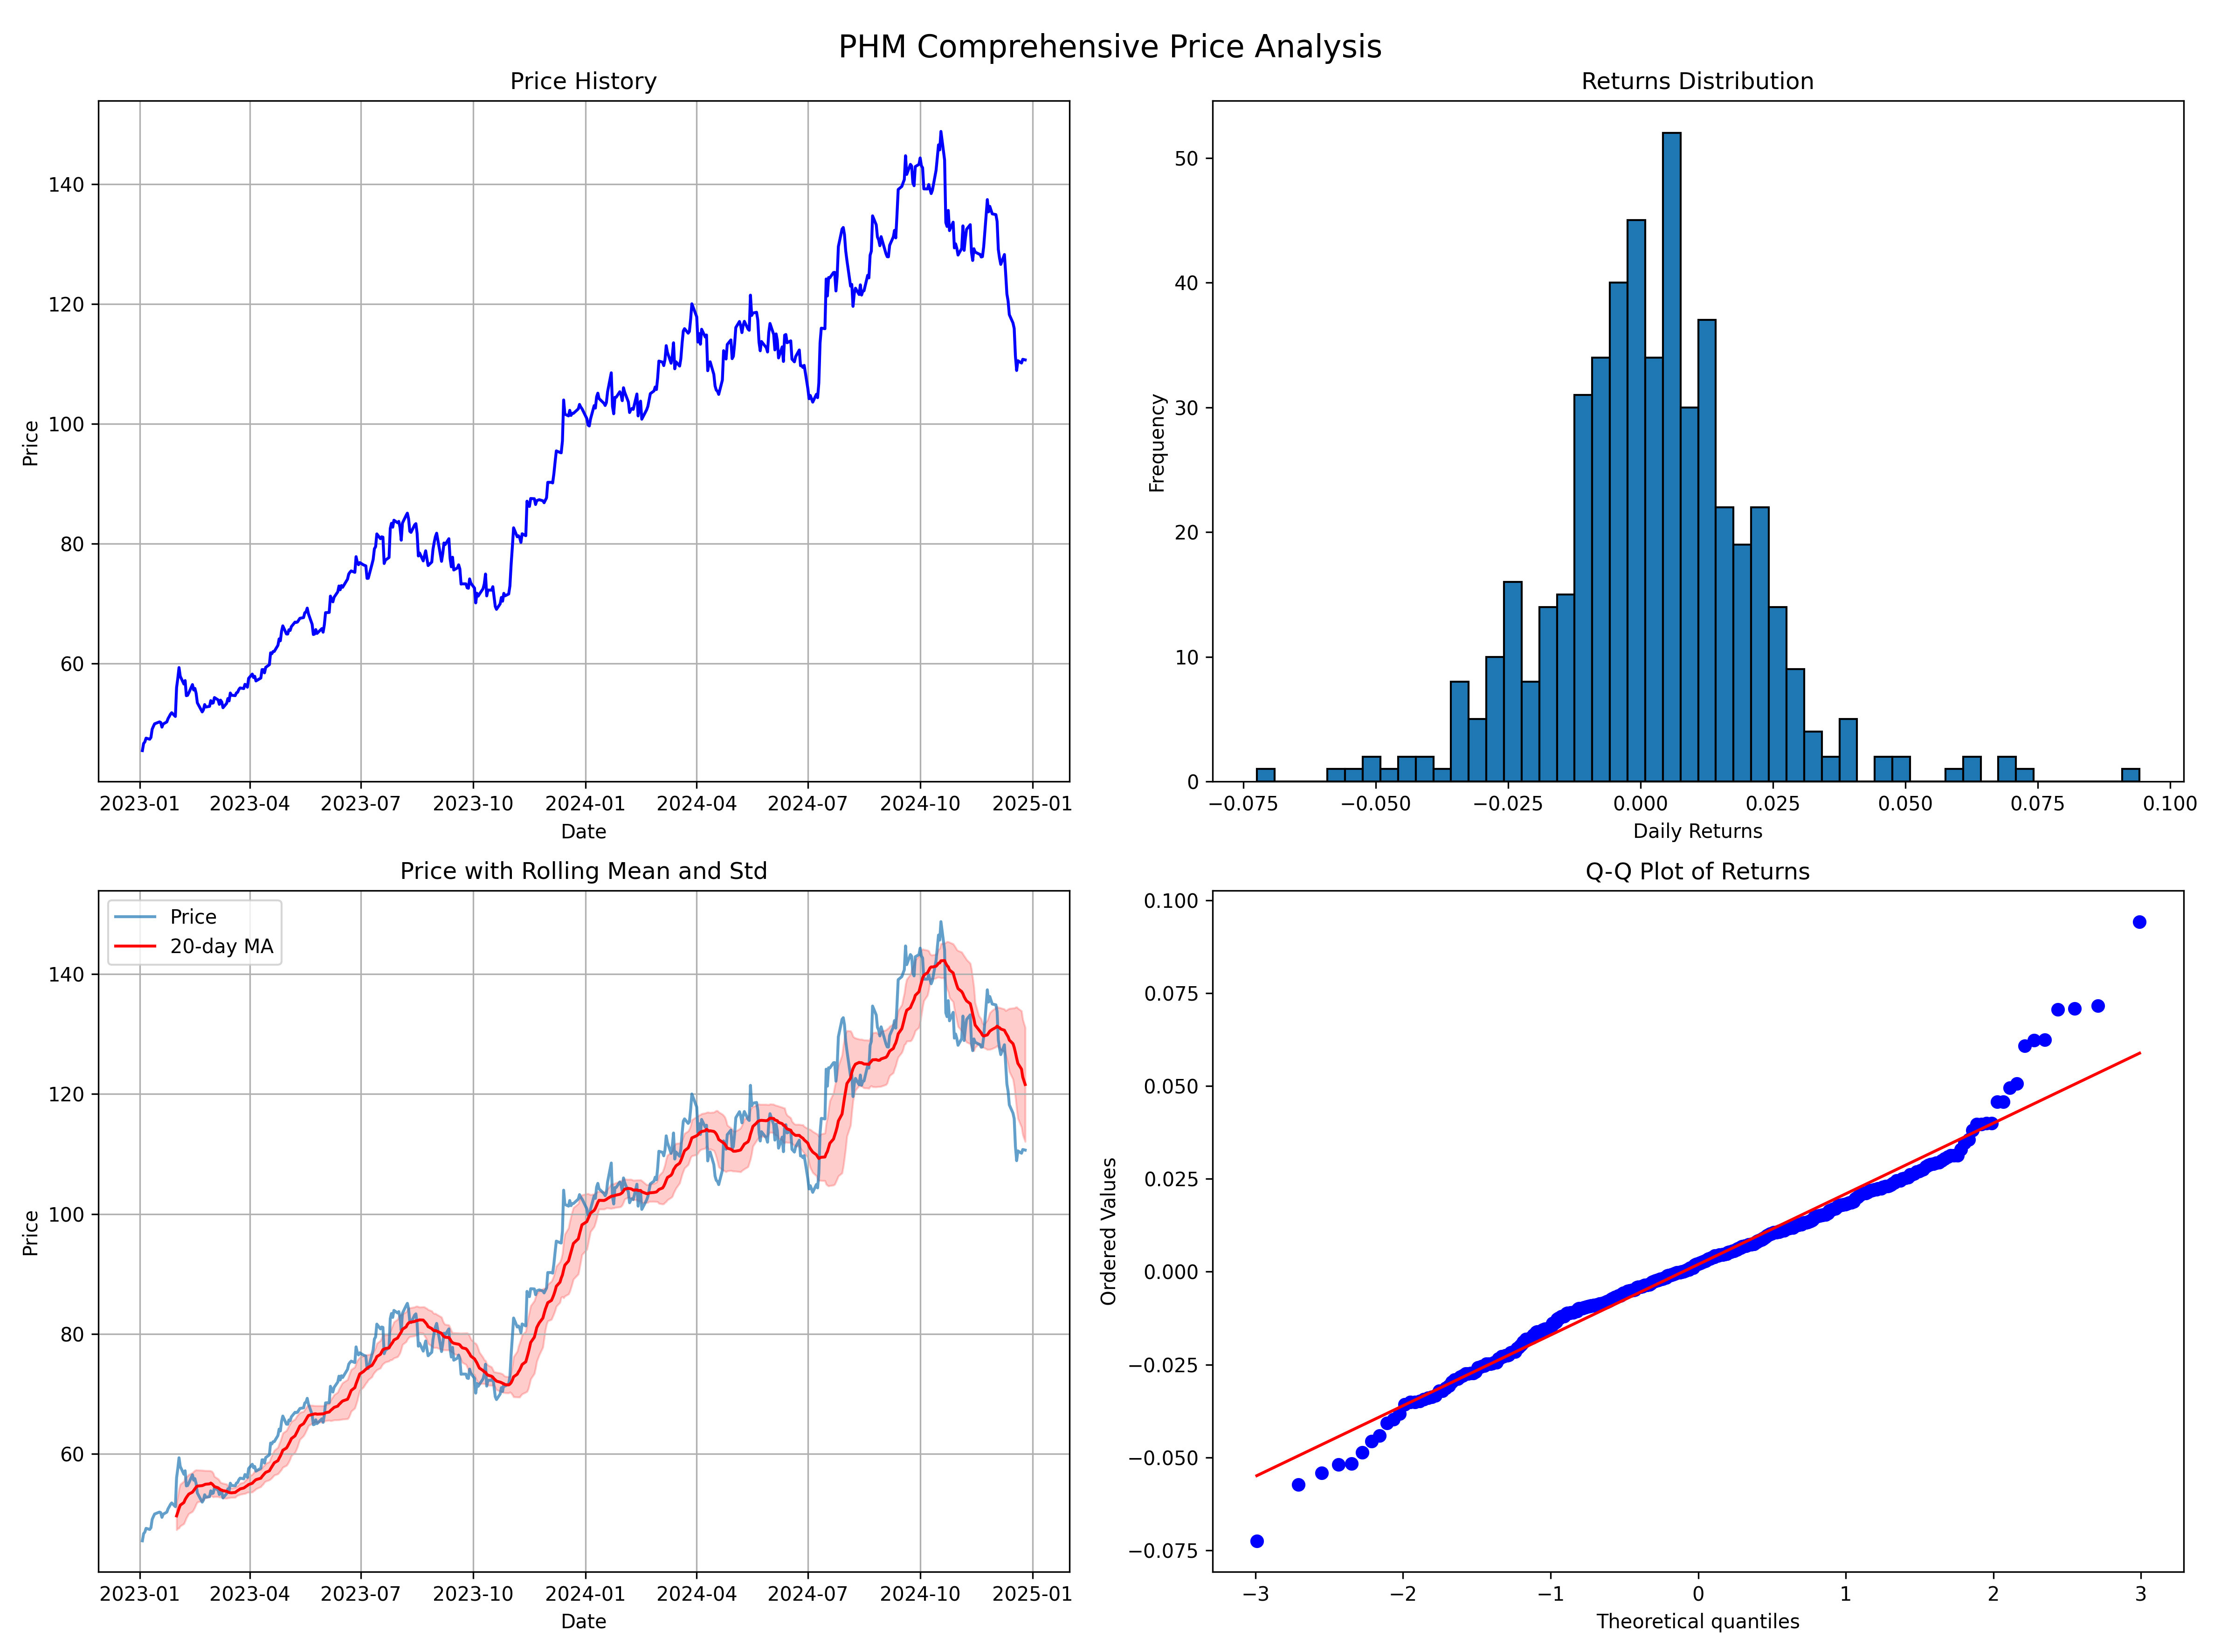 PHM Comprehensive Price Analysis
Price History
Price
140
120
100
80
60
2023-01 2023-04 2023-07 2023-10 2024-01 2024-04 2024-07 2024-10 2025-01
Date
Returns Distribution
Frequency
50
40
30
20
10
0
−0.075 −0.050 −0.025 0.000 0.025 0.050 0.075 0.100
Daily Returns
Price with Rolling Mean and Std
Price
20-day MA
Price
140
120
100
80
60
2023-01 2023-04 2023-07 2023-10 2024-01 2024-04 2024-07 2024-10 2025-01
Date
Q-Q Plot of Returns
Ordered Values
0.100
0.075
0.050
0.025
0.000
−0.025
−0.050
−0.075
−3 −2 −1 0 1 2 3
Theoretical quantiles